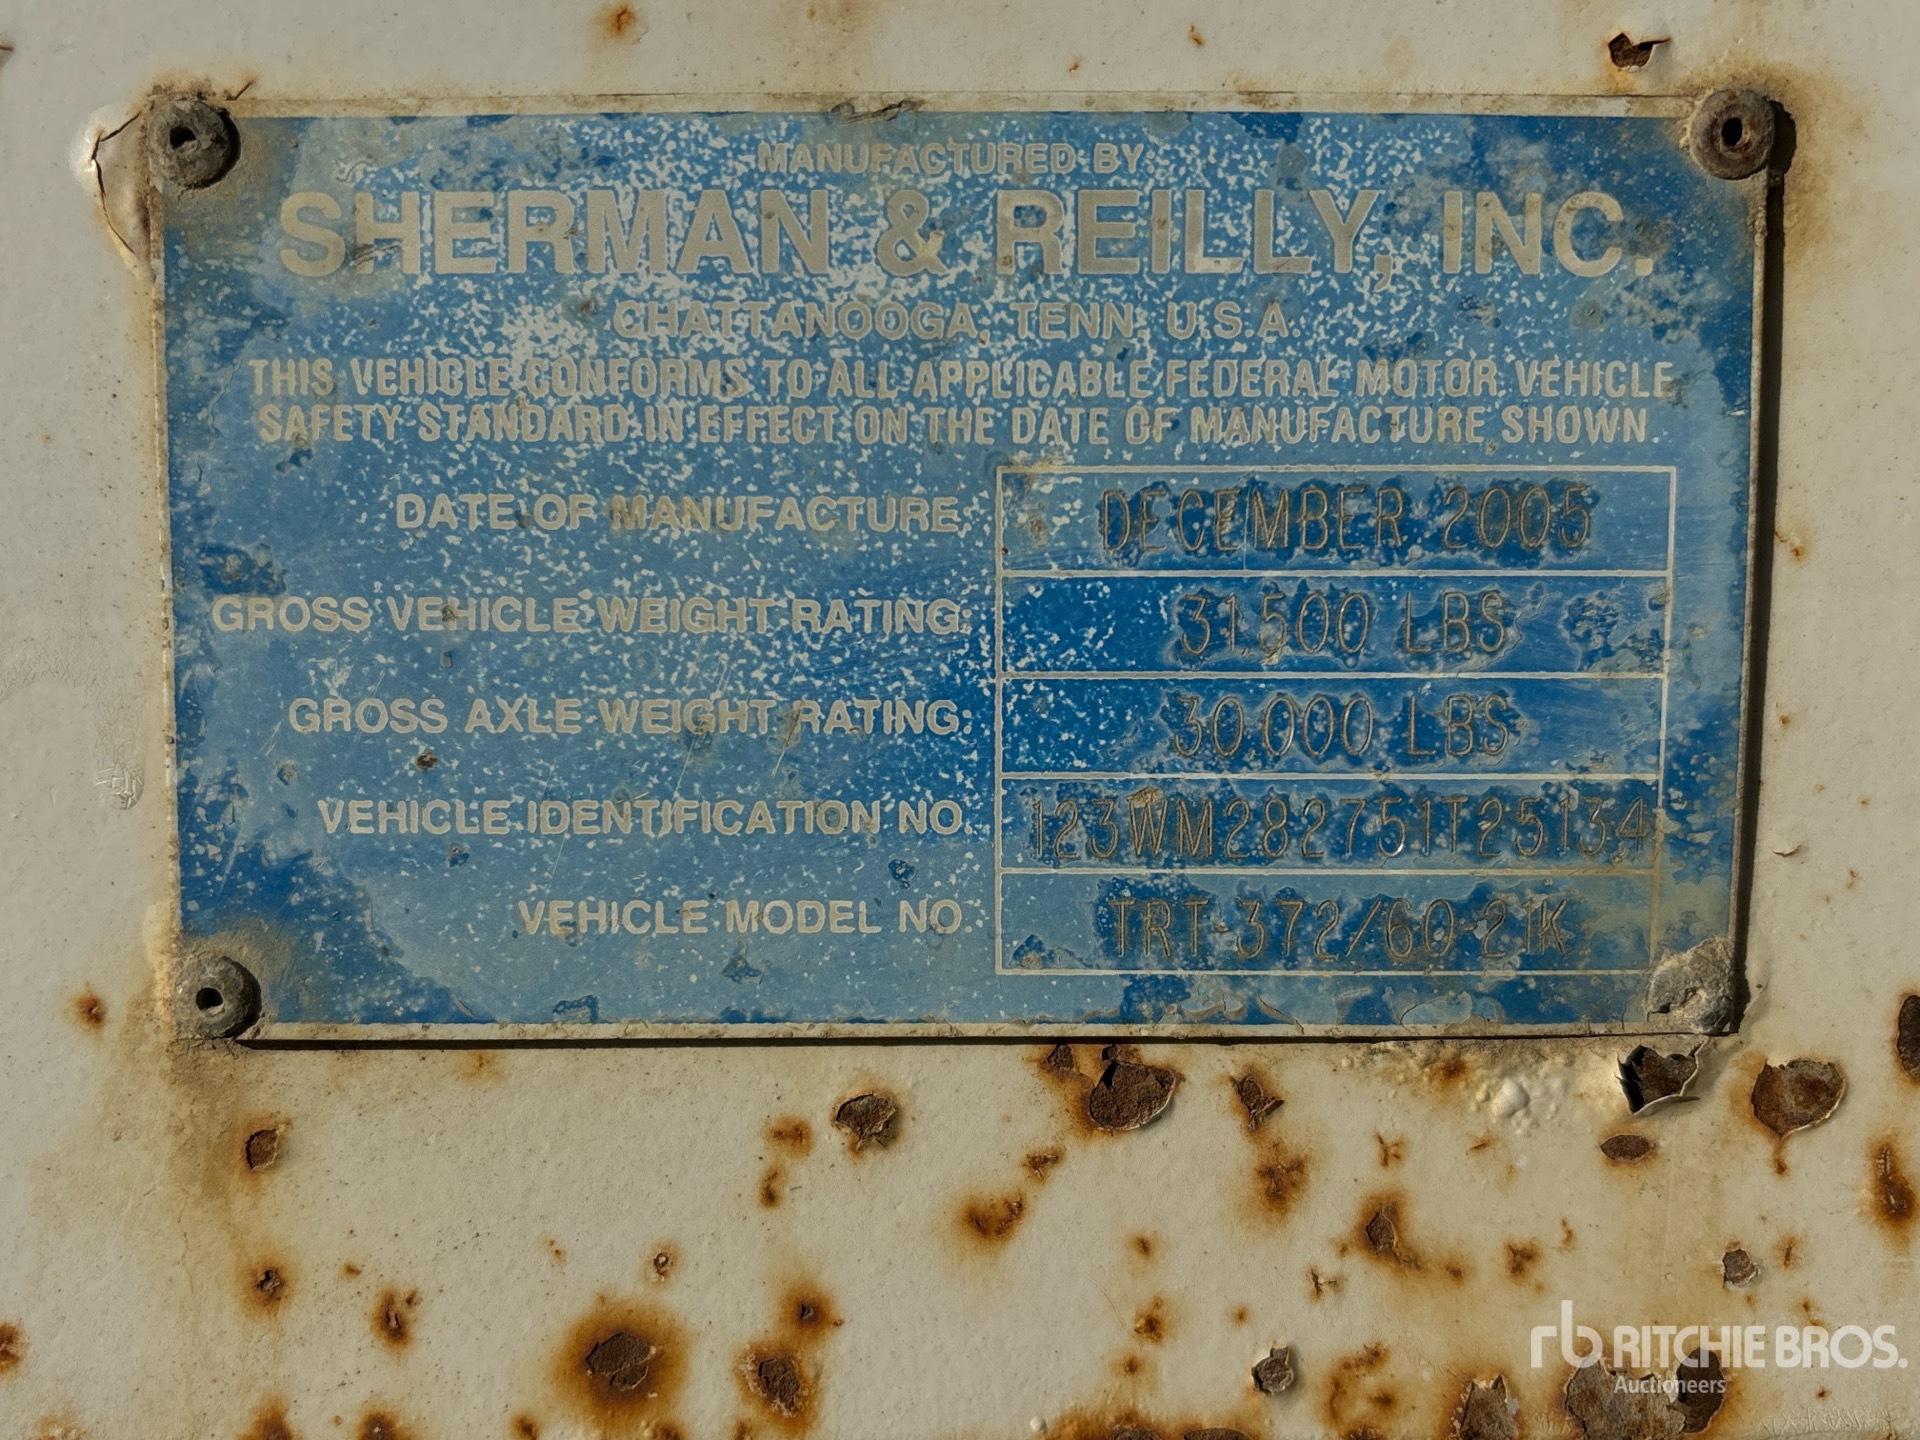 MANUFACTURED BY
SHERMAN & REILLY, INC.
CHATTANOOGA, TENN. U.S.A.
THIS VEHICLE CONFORMS TO ALL APPLICABLE FEDERAL MOTOR VEHICLE
SAFETY STANDARD IN EFFECT ON THE DATE OF MANUFACTURE SHOWN.
DATE OF MANUFACTURE: DECEMBER 2005
GROSS VEHICLE WEIGHT RATING: 31,500 LBS
GROSS AXLE WEIGHT RATING: 30,000 LBS
VEHICLE IDENTIFICATION NO. 123WM282751T25134
VEHICLE MODEL NO. TRT-372/60-21K
rb RITCHIE BROS.
Auctioneers